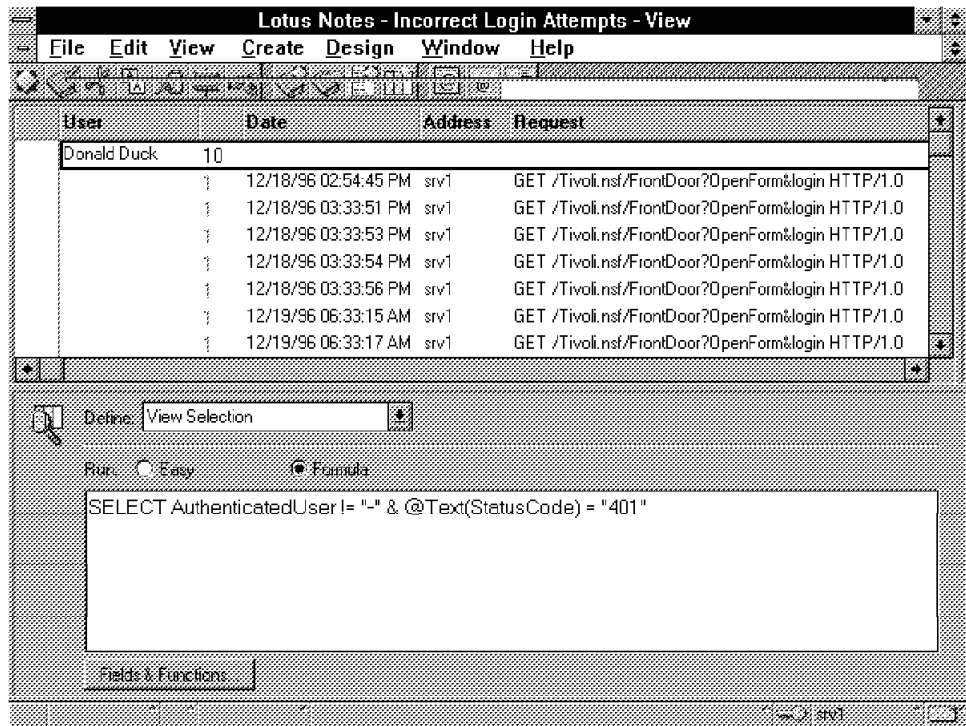 Lotus Notes - Incorrect Login Attempts - View
File Edit View Create Design Window Help
User Date Address Request
Donald Duck 10
1 12/18/96 02:54:45 PM srv1 GET /Tivoli.nsf/FrontDoor?OpenForm&login HTTP/1.0
1 12/18/96 03:33:51 PM srv1 GET /Tivoli.nsf/FrontDoor?OpenForm&login HTTP/1.0
1 12/18/96 03:33:53 PM srv1 GET /Tivoli.nsf/FrontDoor?OpenForm&login HTTP/1.0
1 12/18/96 03:33:54 PM srv1 GET /Tivoli.nsf/FrontDoor?OpenForm&login HTTP/1.0
1 12/18/96 03:33:56 PM srv1 GET /Tivoli.nsf/FrontDoor?OpenForm&login HTTP/1.0
1 12/19/96 06:33:15 AM srv1 GET /Tivoli.nsf/FrontDoor?OpenForm&login HTTP/1.0
1 12/19/96 06:33:17 AM srv1 GET /Tivoli.nsf/FrontDoor?OpenForm&login HTTP/1.0
Define: View Selection
Run: Easy Formula
SELECT AuthenticatedUser != "-" & @Text(StatusCode) = "401"
Fields & Functions...
srv1